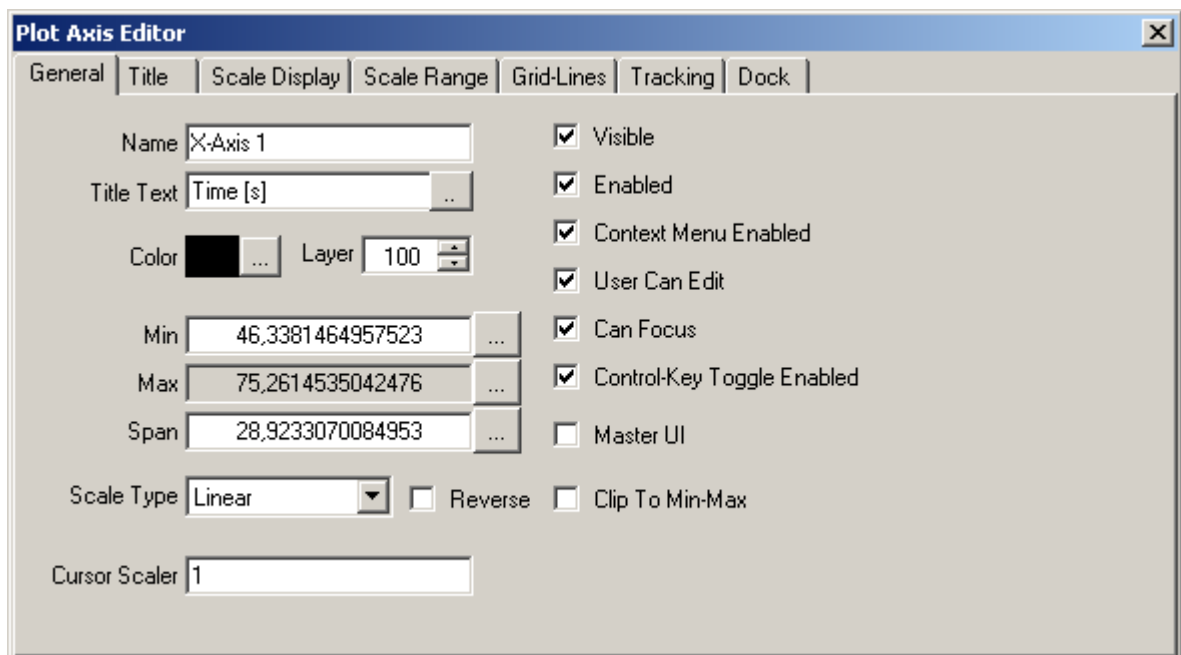 Plot Axis Editor
General Title Scale Display Scale Range Grid-Lines Tracking Dock
Name X-Axis 1
Title Text Time [s] ..
Color ... Layer 100
Min 46,3381464957523 ...
Max 75,2614535042476 ...
Span 28,9233070084953 ...
Scale Type Linear Reverse
Cursor Scaler 1
Visible
Enabled
Context Menu Enabled
User Can Edit
Can Focus
Control-Key Toggle Enabled
Master UI
Clip To Min-Max